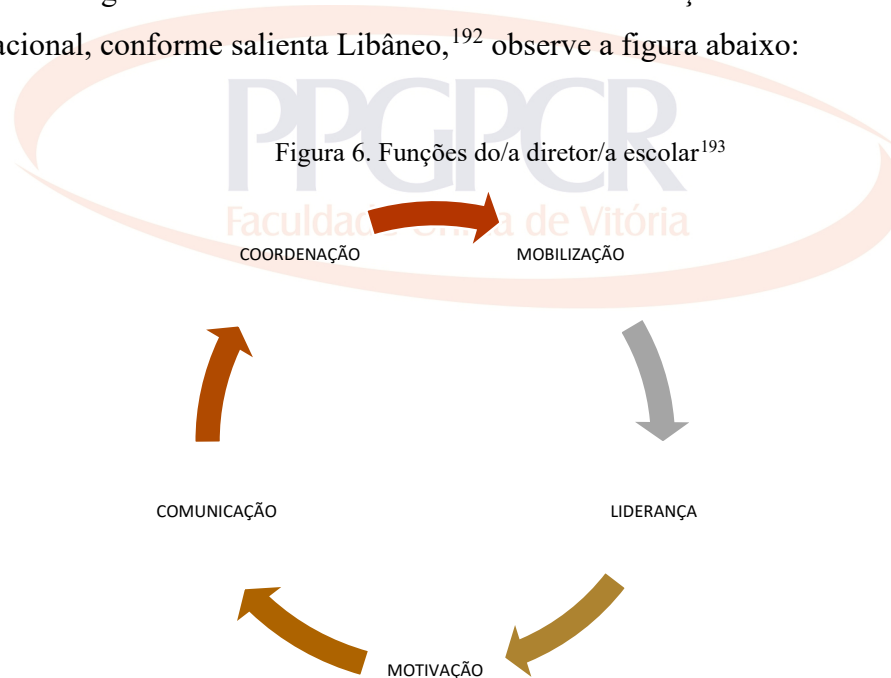 acional, conforme salienta Libâneo,192 observe a figura abaixo:
PPGPCR
Figura 6. Funções do/a diretor/a escolar193
Faculdade Unida de Vitória
COORDENAÇÃO MOBILIZAÇÃO
COMUNICAÇÃO LIDERANÇA
MOTIVAÇÃO